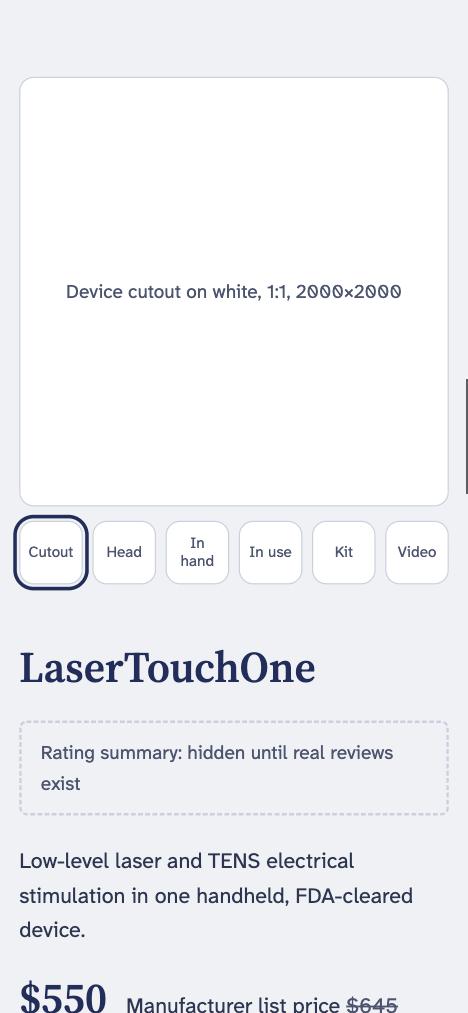 Device cutout on white, 1:1, 2000×2000
Cutout
Head
In
hand
In use
Kit
Video
LaserTouchOne
Rating summary: hidden until real reviews
exist
Low-level laser and TENS electrical
stimulation in one handheld, FDA-cleared
device.
$550 Manufacturer list price $645